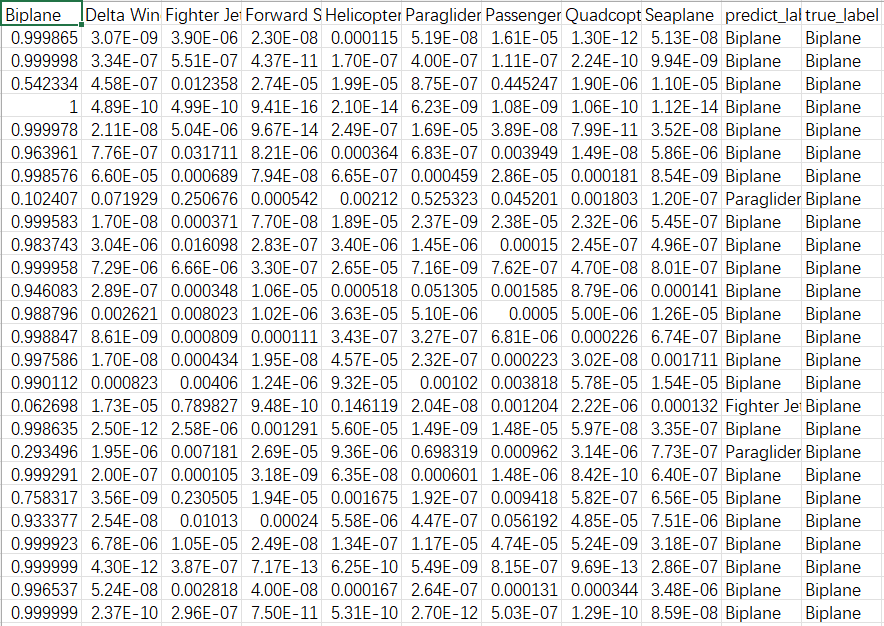 Biplane Delta Win Fighter Jet Forward S Helicopter Paraglider Passenger Quadcopt Seaplane predict_lal true_label
0.999865 3.07E-09 3.90E-06 2.30E-08 0.000115 5.19E-08 1.61E-05 1.30E-12 5.13E-08 Biplane Biplane
0.999998 3.34E-07 5.51E-07 4.37E-11 1.70E-07 4.00E-07 1.11E-07 2.24E-10 9.94E-09 Biplane Biplane
0.542334 4.58E-07 0.012358 2.74E-05 1.99E-05 8.75E-07 0.445247 1.90E-06 1.10E-05 Biplane Biplane
1 4.89E-10 4.99E-10 9.41E-16 2.10E-14 6.23E-09 1.08E-09 1.06E-10 1.12E-14 Biplane Biplane
0.999978 2.11E-08 5.04E-06 9.67E-14 2.49E-07 1.69E-05 3.89E-08 7.99E-11 3.52E-08 Biplane Biplane
0.963961 7.76E-07 0.031711 8.21E-06 0.000364 6.83E-07 0.003949 1.49E-08 5.86E-06 Biplane Biplane
0.998576 6.60E-05 0.000689 7.94E-08 6.65E-07 0.000459 2.86E-05 0.000181 8.54E-09 Biplane Biplane
0.102407 0.071929 0.250676 0.000542 0.00212 0.525323 0.045201 0.001803 1.20E-07 Paraglider Biplane
0.999583 1.70E-08 0.000371 7.70E-08 1.89E-05 2.37E-09 2.38E-05 2.32E-06 5.45E-07 Biplane Biplane
0.983743 3.04E-06 0.016098 2.83E-07 3.40E-06 1.45E-06 0.00015 2.45E-07 4.96E-07 Biplane Biplane
0.999958 7.29E-06 6.66E-06 3.30E-07 2.65E-05 7.16E-09 7.62E-07 4.70E-08 8.01E-07 Biplane Biplane
0.946083 2.89E-07 0.000348 1.06E-05 0.000518 0.051305 0.001585 8.79E-06 0.000141 Biplane Biplane
0.988796 0.002621 0.008023 1.02E-06 3.63E-05 5.10E-06 0.0005 5.00E-06 1.26E-05 Biplane Biplane
0.998847 8.61E-09 0.000809 0.000111 3.43E-07 3.27E-07 6.81E-06 0.000226 6.74E-07 Biplane Biplane
0.997586 1.70E-08 0.000434 1.95E-08 4.57E-05 2.32E-07 0.000223 3.02E-08 0.001711 Biplane Biplane
0.990112 0.000823 0.00406 1.24E-06 9.32E-05 0.00102 0.003818 5.78E-05 1.54E-05 Biplane Biplane
0.062698 1.73E-05 0.789827 9.48E-10 0.146119 2.04E-08 0.001204 2.22E-06 0.000132 Fighter Jet Biplane
0.998635 2.50E-12 2.58E-06 0.001291 5.60E-05 1.49E-09 1.48E-05 5.97E-08 3.35E-07 Biplane Biplane
0.293496 1.95E-06 0.007181 2.69E-05 9.36E-06 0.698319 0.000962 3.14E-06 7.73E-07 Paraglider Biplane
0.999291 2.00E-07 0.000105 3.18E-09 6.35E-08 0.000601 1.48E-06 8.42E-10 6.40E-07 Biplane Biplane
0.758317 3.56E-09 0.230505 1.94E-05 0.001675 1.92E-07 0.009418 5.82E-07 6.56E-05 Biplane Biplane
0.933377 2.54E-08 0.01013 0.00024 5.58E-06 4.47E-07 0.056192 4.85E-05 7.51E-06 Biplane Biplane
0.999923 6.78E-06 1.05E-05 2.49E-08 1.34E-07 1.17E-05 4.74E-05 5.24E-09 3.18E-07 Biplane Biplane
0.999999 4.30E-12 3.87E-07 7.17E-13 6.25E-10 5.49E-09 8.15E-07 9.69E-13 2.86E-07 Biplane Biplane
0.996537 5.24E-08 0.002818 4.00E-08 0.000167 2.64E-07 0.000131 0.000344 3.48E-06 Biplane Biplane
0.999999 2.37E-10 2.96E-07 7.50E-11 5.31E-10 2.70E-12 5.03E-07 1.29E-10 8.59E-08 Biplane Biplane